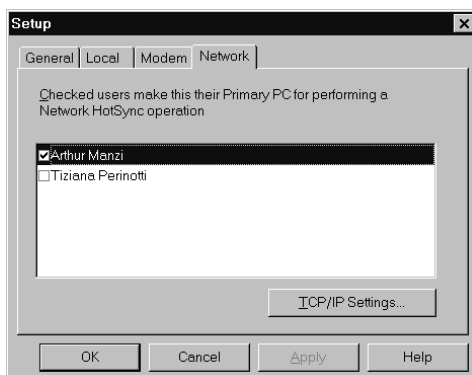 Setup
General Local Modem Network
Checked users make this their Primary PC for performing a
Network HotSync operation
Arthur Manzi
Tiziana Perinotti
TCP/IP Settings...
OK Cancel Apply Help